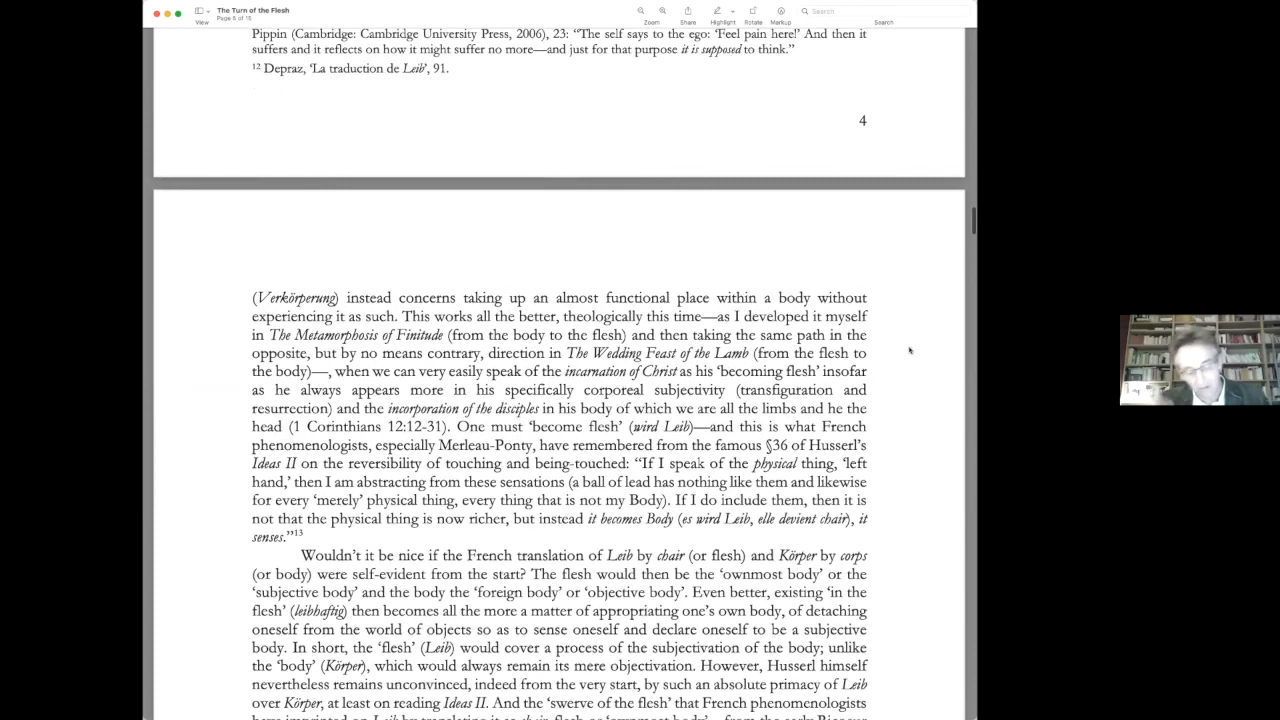 The Turn of the Flesh
Page 5 of 15
View
Zoom
Share
Highlight
Rotate
Markup
Search
Search
Pippin (Cambridge: Cambridge University Press, 2006), 23: “The self says to the ego: ‘Feel pain here!’ And then it
suffers and it reflects on how it might suffer no more—and just for that purpose it is supposed to think.”
12 Depraz, ‘La traduction de Leib’, 91.
4
(Verkörperung) instead concerns taking up an almost functional place within a body without
experiencing it as such. This works all the better, theologically this time—as I developed it myself
in The Metamorphosis of Finitude (from the body to the flesh) and then taking the same path in the
opposite, but by no means contrary, direction in The Wedding Feast of the Lamb (from the flesh to
the body)—, when we can very easily speak of the incarnation of Christ as his ‘becoming flesh’ insofar
as he always appears more in his specifically corporeal subjectivity (transfiguration and
resurrection) and the incorporation of the disciples in his body of which we are all the limbs and he the
head (1 Corinthians 12:12-31). One must ‘become flesh’ (wird Leib)—and this is what French
phenomenologists, especially Merleau-Ponty, have remembered from the famous §36 of Husserl’s
Ideas II on the reversibility of touching and being-touched: “If I speak of the physical thing, ‘left
hand,’ then I am abstracting from these sensations (a ball of lead has nothing like them and likewise
for every ‘merely’ physical thing, every thing that is not my Body). If I do include them, then it is
not that the physical thing is now richer, but instead it becomes Body (es wird Leib, elle devient chair), it
senses.”13
Wouldn’t it be nice if the French translation of Leib by chair (or flesh) and Körper by corps
(or body) were self-evident from the start? The flesh would then be the ‘ownmost body’ or the
‘subjective body’ and the body the ‘foreign body’ or ‘objective body’. Even better, existing ‘in the
flesh’ (leibhaftig) then becomes all the more a matter of appropriating one’s own body, of detaching
oneself from the world of objects so as to sense oneself and declare oneself to be a subjective
body. In short, the ‘flesh’ (Leib) would cover a process of the subjectivation of the body; unlike
the ‘body’ (Körper), which would always remain its mere objectivation. However, Husserl himself
nevertheless remains unconvinced, indeed from the very start, by such an absolute primacy of Leib
over Körper, at least on reading Ideas II. And the ‘swerve of the flesh’ that French phenomenologists